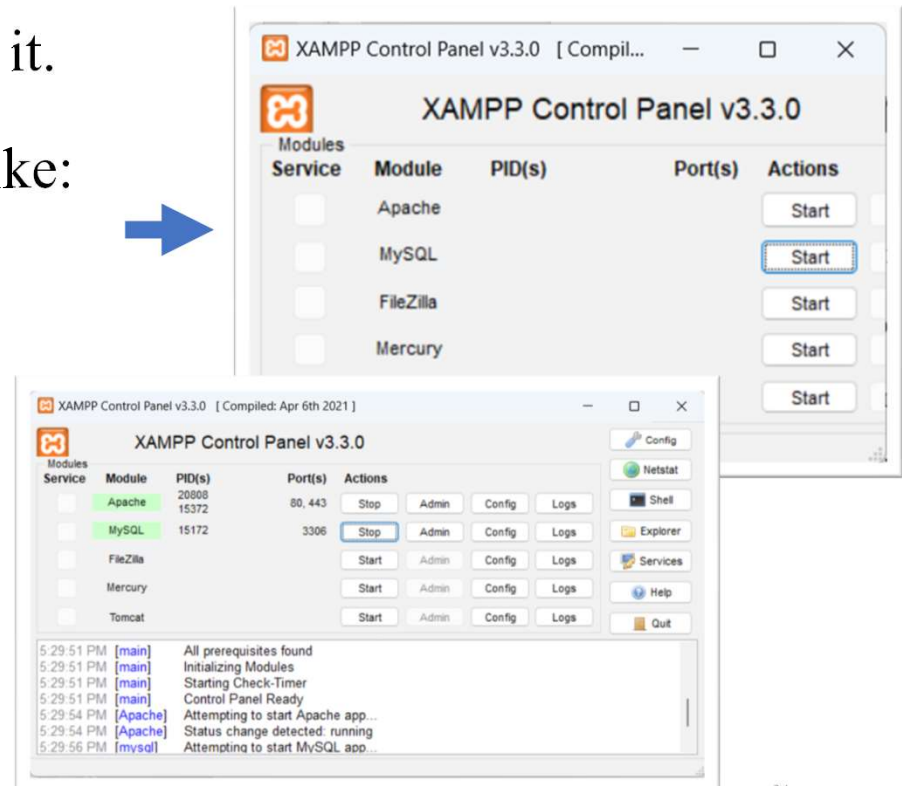 it.
ke:
XAMPP Control Panel v3.3.0 [ Compil...
XAMPP Control Panel v3.3.0
Modules
Service Module PID(s) Port(s) Actions
Apache Start
MySQL Start
FileZilla Start
Mercury Start
Start
XAMPP Control Panel v3.3.0 [ Compiled: Apr 6th 2021 ]
XAMPP Control Panel v3.3.0
Config
Modules
Netstat
Service Module PID(s) Port(s) Actions
Apache 20808 15372 80, 443 Stop Admin Config Logs
Shell
MySQL 15172 3306 Stop Admin Config Logs
Explorer
FileZilla Start Admin Config Logs
Services
Mercury Start Admin Config Logs
Help
Tomcat Start Admin Config Logs
Quit
5:29:51 PM [main] All prerequisites found
5:29:51 PM [main] Initializing Modules
5:29:51 PM [main] Starting Check-Timer
5:29:51 PM [main] Control Panel Ready
5:29:54 PM [Apache] Attempting to start Apache app...
5:29:54 PM [Apache] Status change detected: running
5:29:56 PM [mysql] Attempting to start MySQL app...